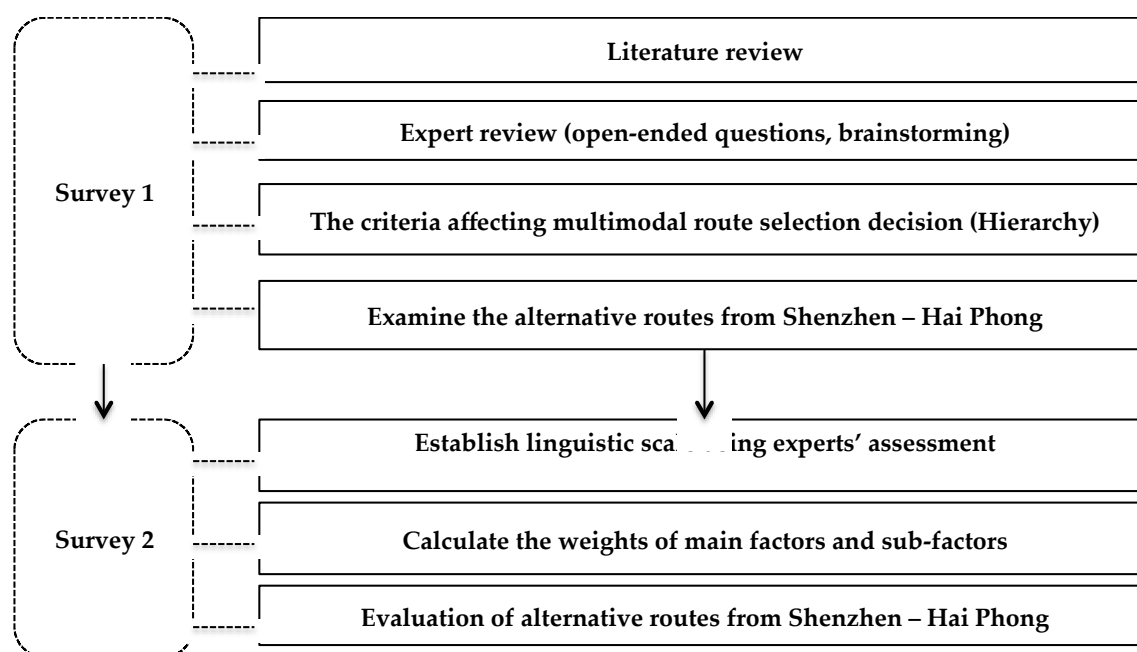 Literature review
Expert review (open-ended questions, brainstorming)
Survey 1
The criteria affecting multimodal route selection decision (Hierarchy)
Examine the alternative routes from Shenzhen – Hai Phong
Establish linguistic experts’ assessment
Survey 2
Calculate the weights of main factors and sub-factors
Evaluation of alternative routes from Shenzhen – Hai Phong